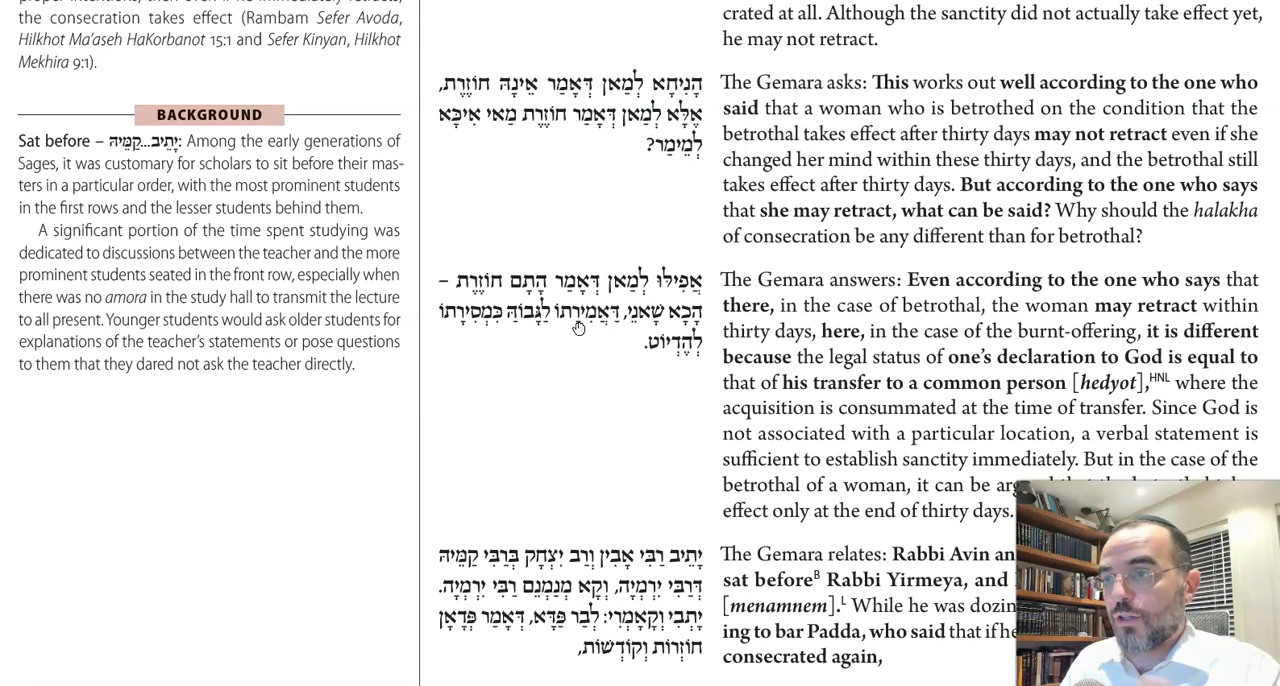 the consecration takes effect (Rambam Sefer Avoda,
Hilkhot Ma'aseh HaKorbanot 15:1 and Sefer Kinyan, Hilkhot
Mekhira 9:1).
BACKGROUND
Sat before – יָתֵיב...קַמֵּיהּ: Among the early generations of
Sages, it was customary for scholars to sit before their mas-
ters in a particular order, with the most prominent students
in the first rows and the lesser students behind them.
A significant portion of the time spent studying was
dedicated to discussions between the teacher and the more
prominent students seated in the front row, especially when
there was no amora in the study hall to transmit the lecture
to all present. Younger students would ask older students for
explanations of the teacher's statements or pose questions
to them that they dared not ask the teacher directly.
הָנִיחָא לְמַאן דְּאָמַר אֵינָהּ חוֹזֶרֶת,
אֶלָּא לְמַאן דְּאָמַר חוֹזֶרֶת מַאי אִיכָּא
לְמֵימַר?
אֲפִילּוּ לְמַאן דְּאָמַר הָתָם חוֹזֶרֶת –
הָכָא שָׁאנֵי, דַּאֲמִירָתוֹ לַגָּבוֹהַּ כִּמְסִירָתוֹ
לְהֶדְיוֹט.
יָתֵיב רַבִּי אָבִין וְרַב יִצְחָק בְּרַבִּי קַמֵּיהּ
דְּרַבִּי יִרְמְיָה, וְקָא מְנַמְנֵם רַבִּי יִרְמְיָה.
יָתְבִי וְקָאָמְרִי: לְבַר פַּדָּא, דְּאָמַר פְּדָאָן
חוֹזְרוֹת וְקוֹדְשׁוֹת,
crated at all. Although the sanctity did not actually take effect yet,
he may not retract.
The Gemara asks: This works out well according to the one who
said that a woman who is betrothed on the condition that the
betrothal takes effect after thirty days may not retract even if she
changed her mind within these thirty days, and the betrothal still
takes effect after thirty days. But according to the one who says
that she may retract, what can be said? Why should the halakha
of consecration be any different than for betrothal?
The Gemara answers: Even according to the one who says that
there, in the case of betrothal, the woman may retract within
thirty days, here, in the case of the burnt-offering, it is different
because the legal status of one's declaration to God is equal to
that of his transfer to a common person [hedyot],HNL where the
acquisition is consummated at the time of transfer. Since God is
not associated with a particular location, a verbal statement is
sufficient to establish sanctity immediately. But in the case of the
betrothal of a woman, it can be
effect only at the end of thirty days.
The Gemara relates: Rabbi Avin
sat beforeB Rabbi Yirmeya, and
[menamnem].L While he was
ing to bar Padda, who said that if he
consecrated again,